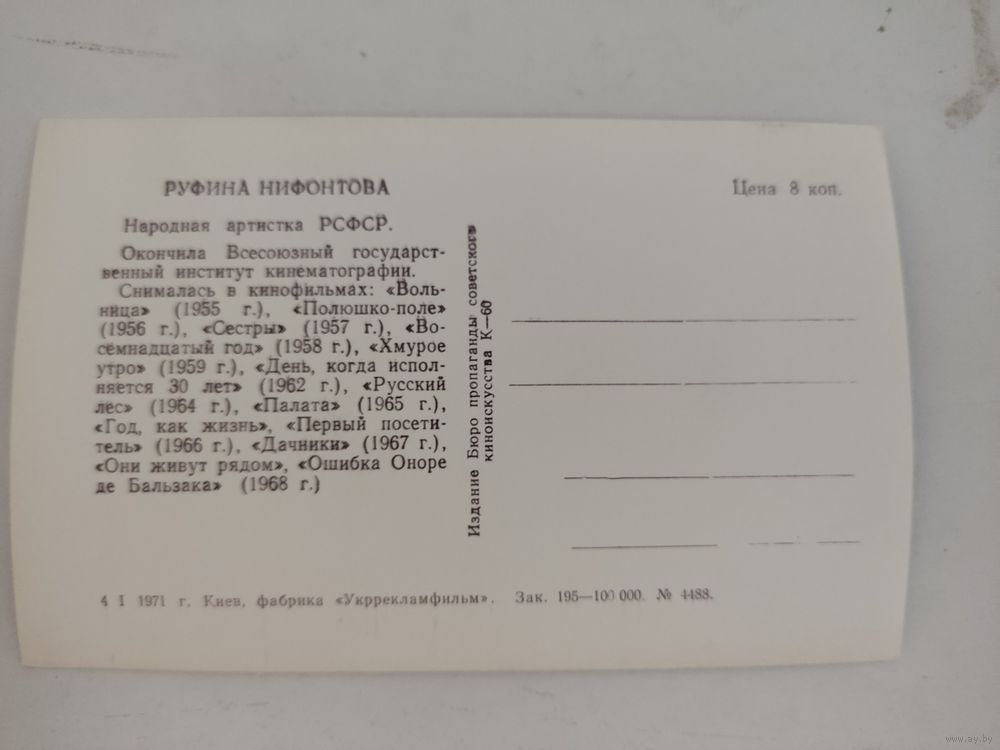 РУФИНА НИФОНТОВА
Цена 8 коп.
Народная артистка РСФСР.
Окончила Всесоюзный государст-
венный институт кинематографии.
Снималась в кинофильмах: «Воль-
ница» (1955 г.), «Полюшко-поле»
(1956 г.), «Сестры» (1957 г.), «Во-
семнадцатый год» (1958 г.), «Хмурое
утро» (1959 г.), «День, когда испол-
няется 30 лет» (1962 г.), «Русский
лес» (1964 г.), «Палата» (1965 г.),
«Год, как жизнь», «Первый посети-
тель» (1966 г.), «Дачники» (1967 г.),
«Они живут рядом», «Ошибка Оноре
де Бальзака» (1968 г.)
Издание Бюро пропаганды советского
киноискусства К—60
4 I 1971 г. Киев, фабрика «Укррекламфильм». Зак. 195—100 000. № 4488.
www.ay.by